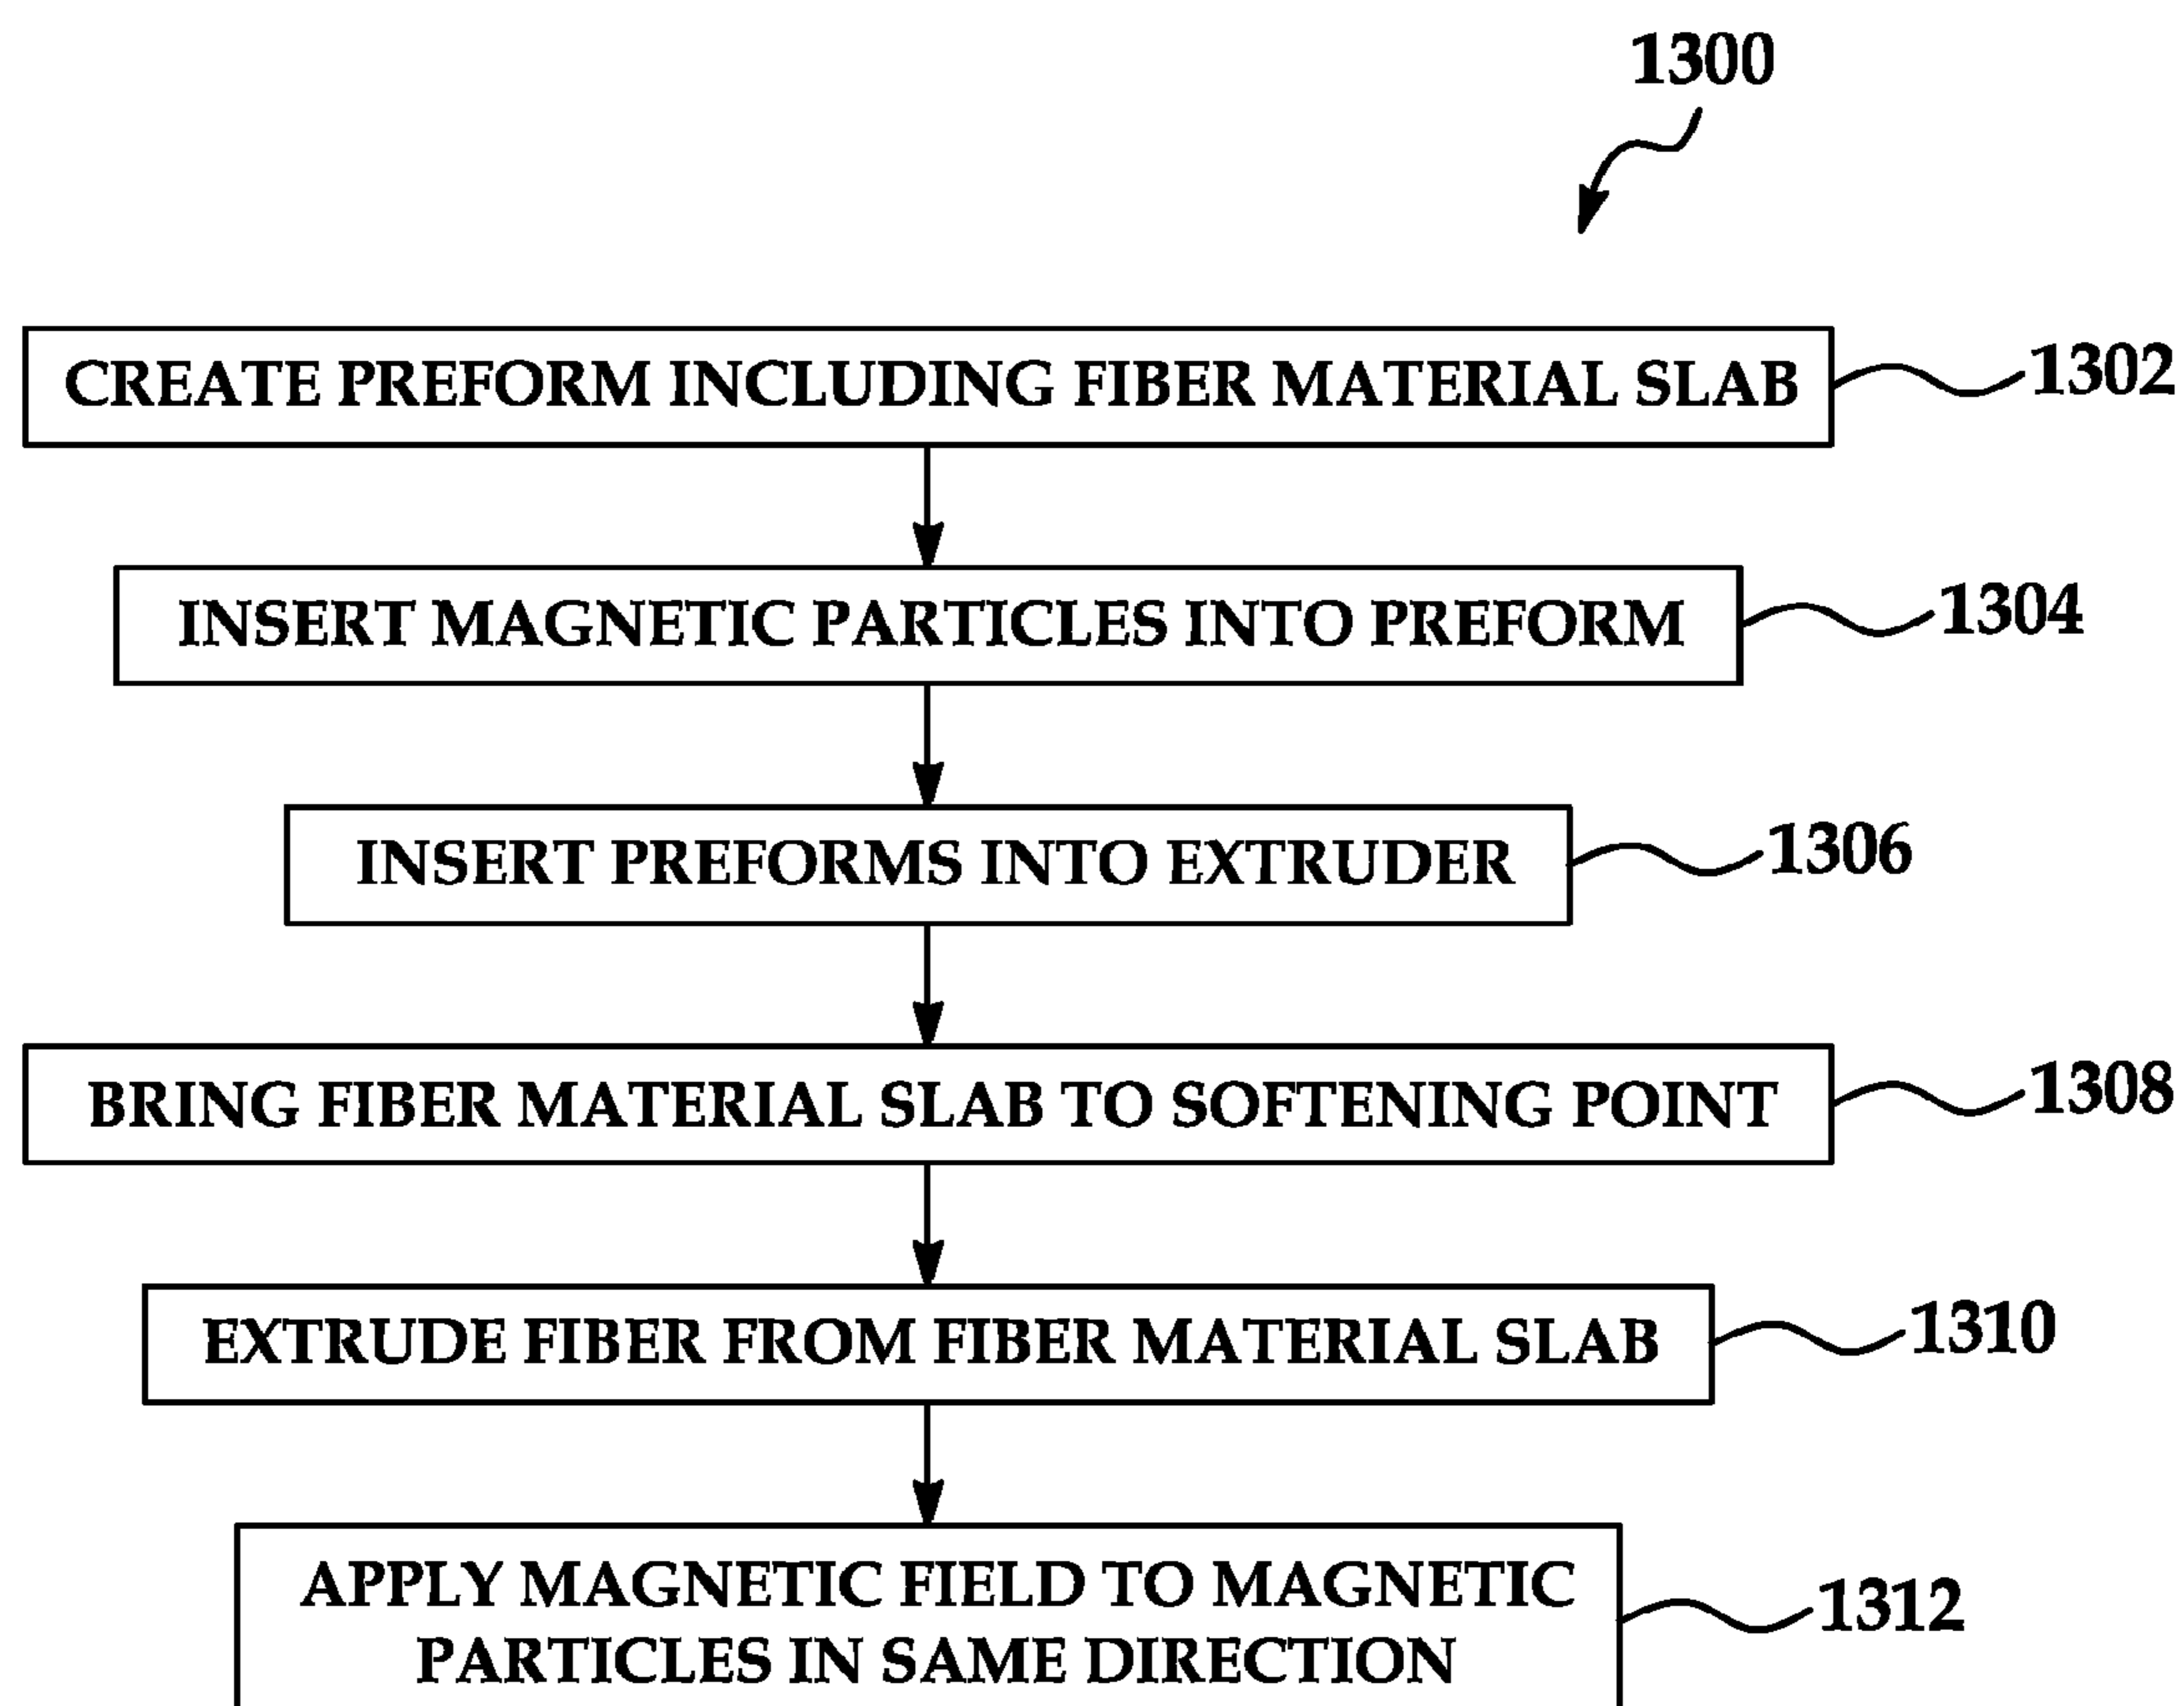 1300
CREATE PREFORM INCLUDING FIBER MATERIAL SLAB
1302
INSERT MAGNETIC PARTICLES INTO PREFORM
1304
INSERT PREFORMS INTO EXTRUDER
1306
BRING FIBER MATERIAL SLAB TO SOFTENING POINT
1308
EXTRUDE FIBER FROM FIBER MATERIAL SLAB
1310
APPLY MAGNETIC FIELD TO MAGNETIC
PARTICLES IN SAME DIRECTION
1312